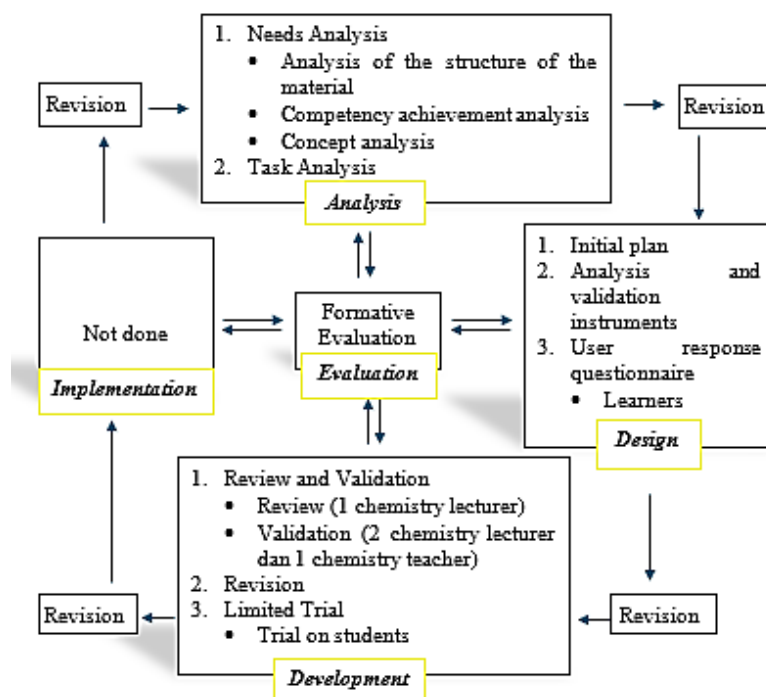 1. Needs Analysis
• Analysis of the structure of the
material
• Competency achievement analysis
• Concept analysis
2. Task Analysis
Analysis
Revision
Revision
1. Initial plan
2. Analysis and
validation
instruments
3. User response
questionnaire
• Learners
Design
Not done
Implementation
Formative
Evaluation
Evaluation
1. Review and Validation
• Review (1 chemistry lecturer)
• Validation (2 chemistry lecturer
dan 1 chemistry teacher)
2. Revision
3. Limited Trial
• Trial on students
Development
Revision
Revision